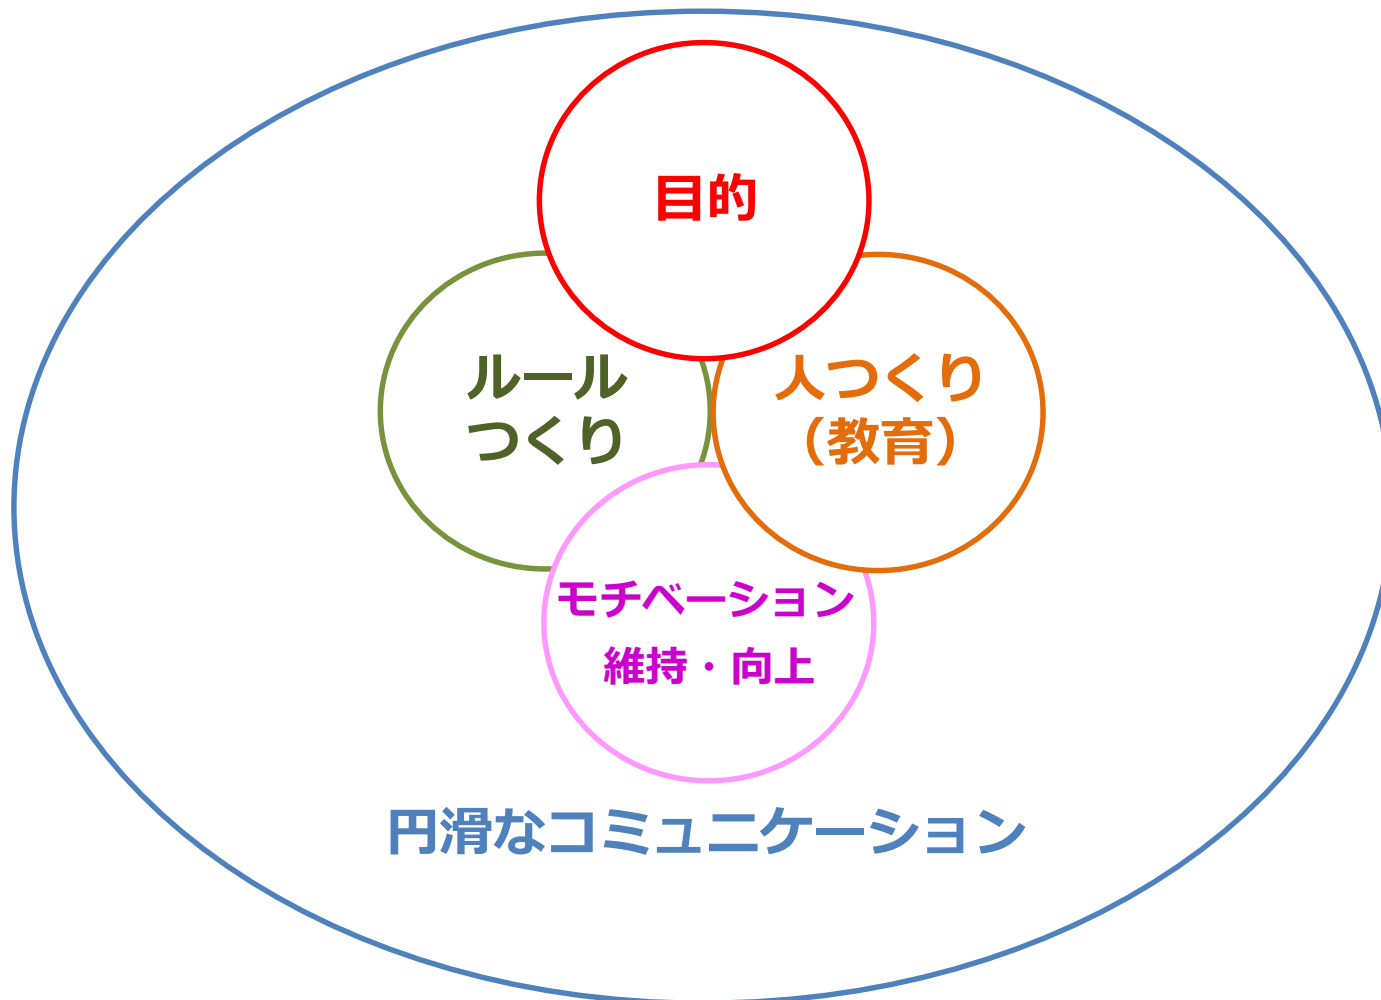 目的
ルール
つくり
人つくり
（教育）
モチベーション
維持・向上
円滑なコミュニケーション